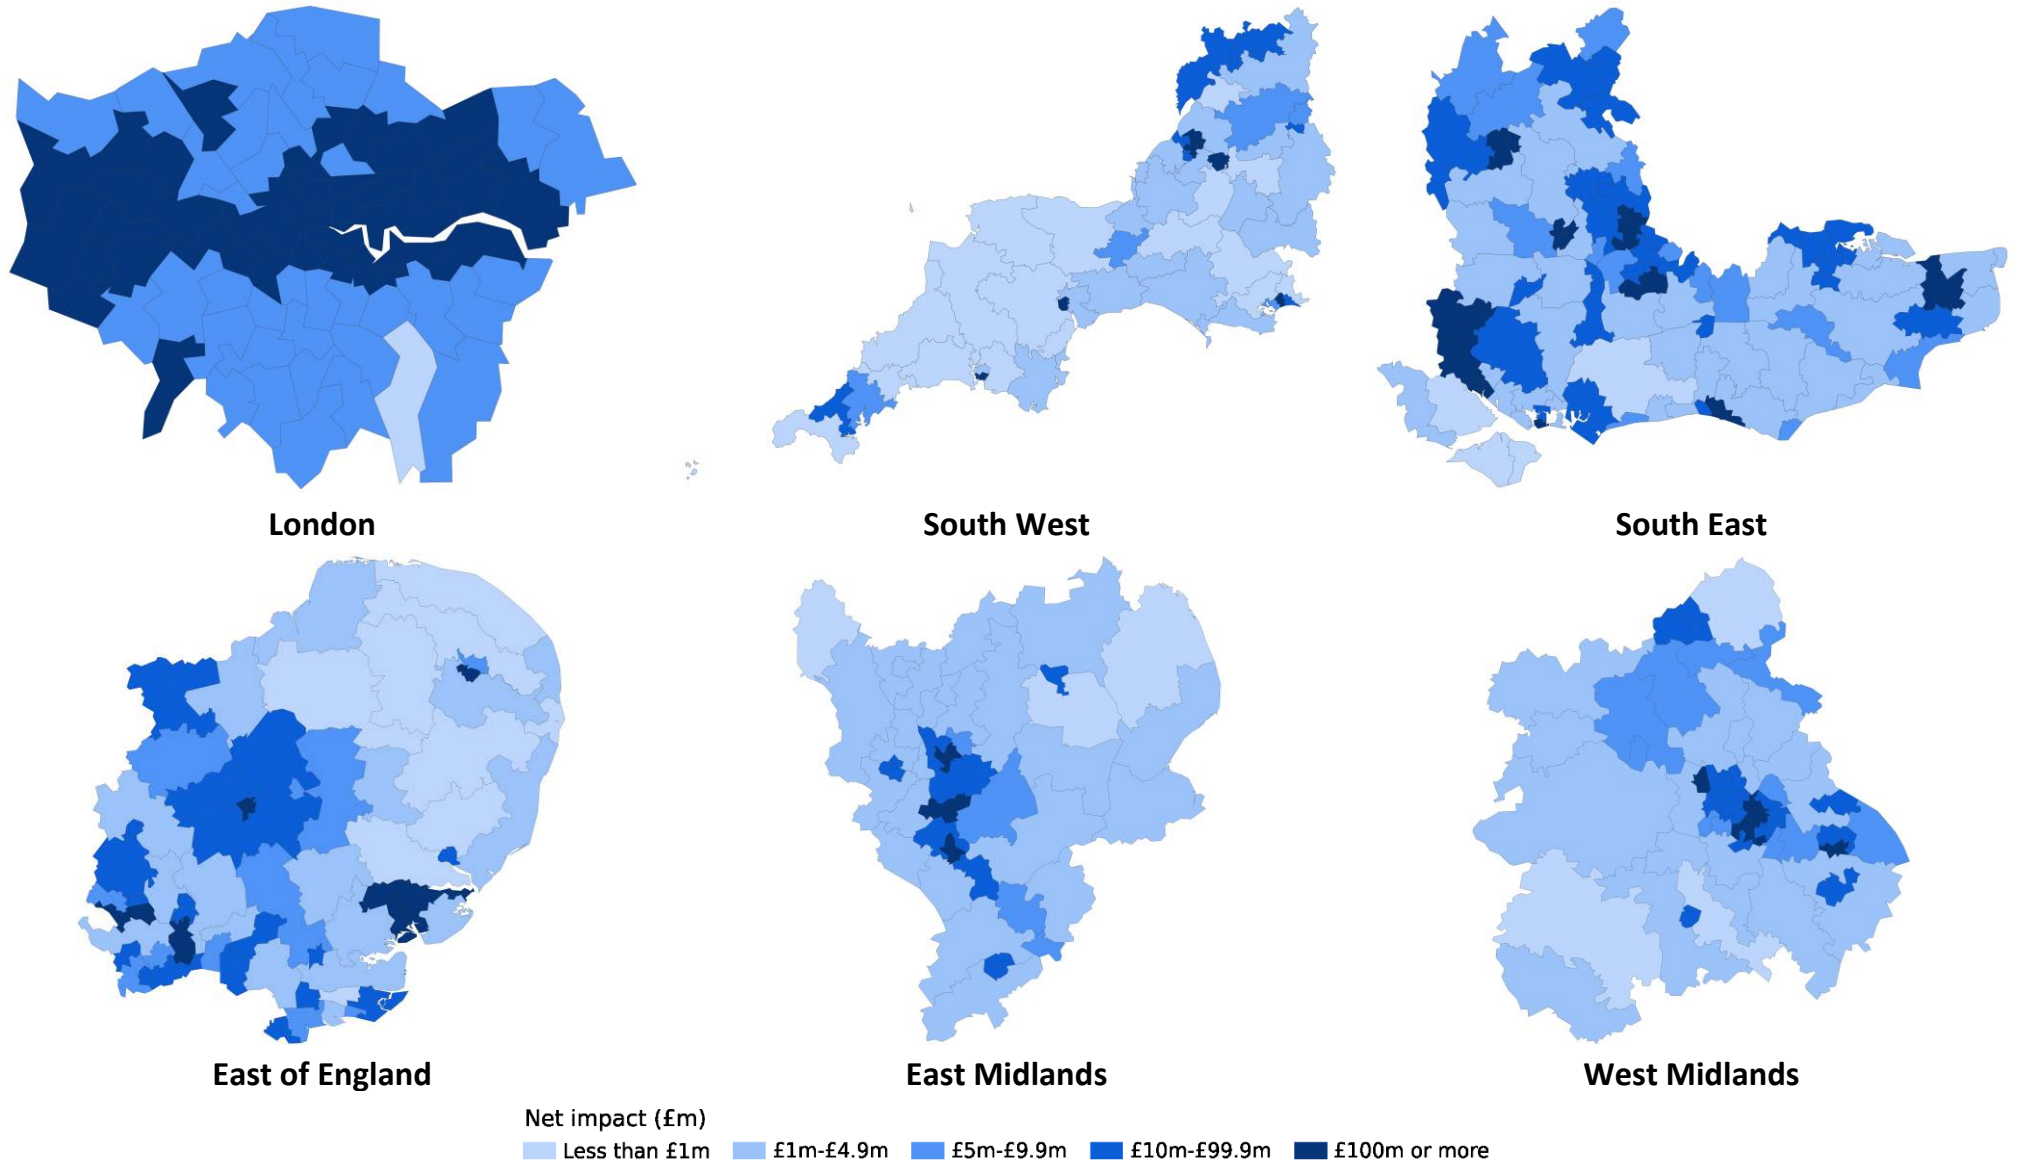 London
South West
South East
East of England
East Midlands
West Midlands
Net impact (£m)
Less than £1m £1m-£4.9m £5m-£9.9m £10m-£99.9m £100m or more